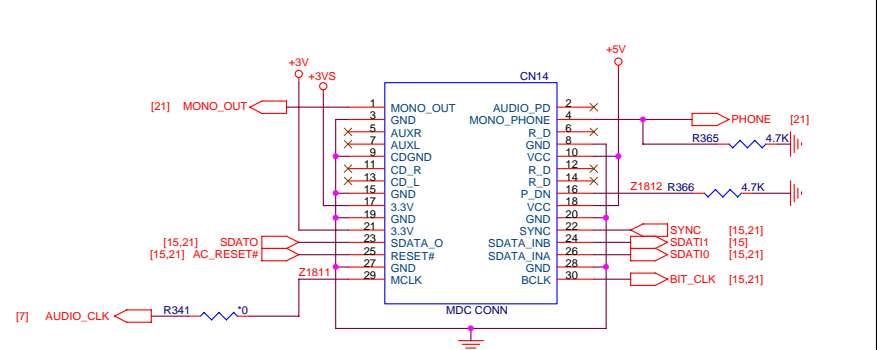 +5V
+3V
+3VS
CN14
[21] MONO_OUT 1 MONO_OUT AUDIO_PD 2
3 GND MONO_PHONE 4 PHONE [21]
5 AUXR R_D 6
R365 4.7K
7 AUXL GND 8
9 CDGND VCC 10
11 CD_R R_D 12
13 CD_L R_D 14
15 GND P_DN 16 Z1812 R366 4.7K
17 3.3V VCC 18
19 GND GND 20
21 3.3V SYNC 22 SYNC [15,21]
[15,21] SDATO 23 SDATA_O SDATA_INB 24 SDATI1 [15]
[15,21] AC_RESET# 25 RESET# SDATA_INA 26 SDATI0 [15,21]
27 GND GND 28
Z1811 29 MCLK BCLK 30 BIT_CLK [15,21]
MDC CONN
[7] AUDIO_CLK R341 *0